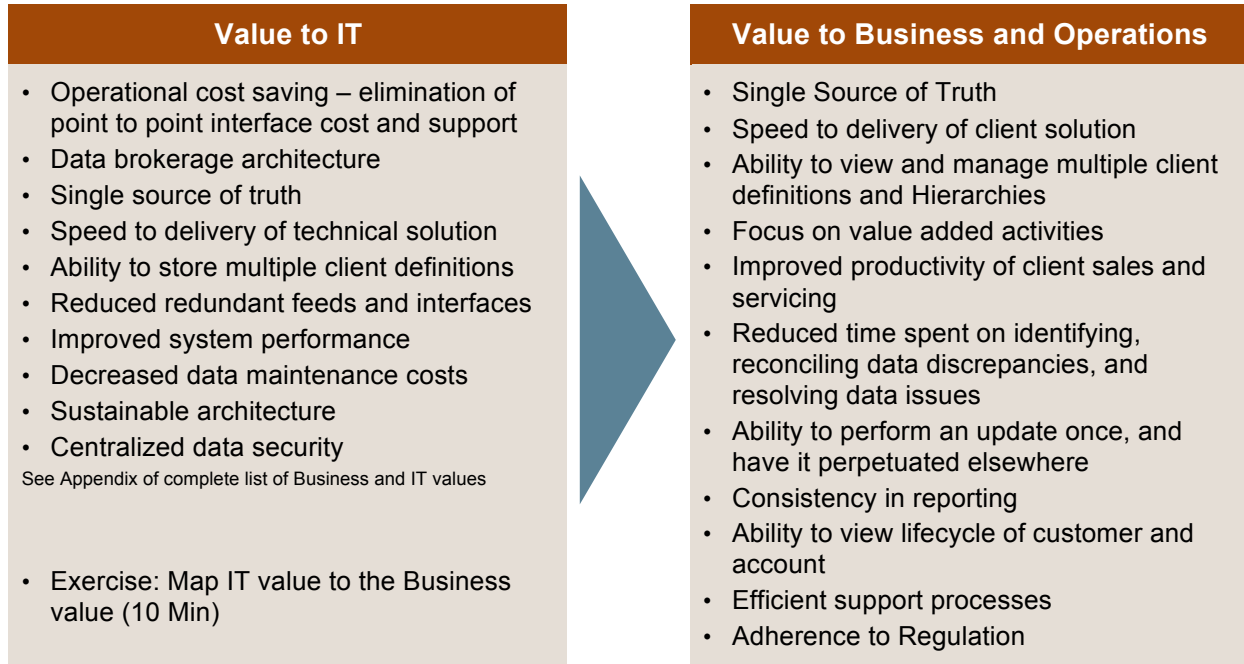 Value to IT
• Operational cost saving – elimination of
point to point interface cost and support
• Data brokerage architecture
• Single source of truth
• Speed to delivery of technical solution
• Ability to store multiple client definitions
• Reduced redundant feeds and interfaces
• Improved system performance
• Decreased data maintenance costs
• Sustainable architecture
• Centralized data security
See Appendix of complete list of Business and IT values
• Exercise: Map IT value to the Business
value (10 Min)
Value to Business and Operations
• Single Source of Truth
• Speed to delivery of client solution
• Ability to view and manage multiple client
definitions and Hierarchies
• Focus on value added activities
• Improved productivity of client sales and
servicing
• Reduced time spent on identifying,
reconciling data discrepancies, and
resolving data issues
• Ability to perform an update once, and
have it perpetuated elsewhere
• Consistency in reporting
• Ability to view lifecycle of customer and
account
• Efficient support processes
• Adherence to Regulation